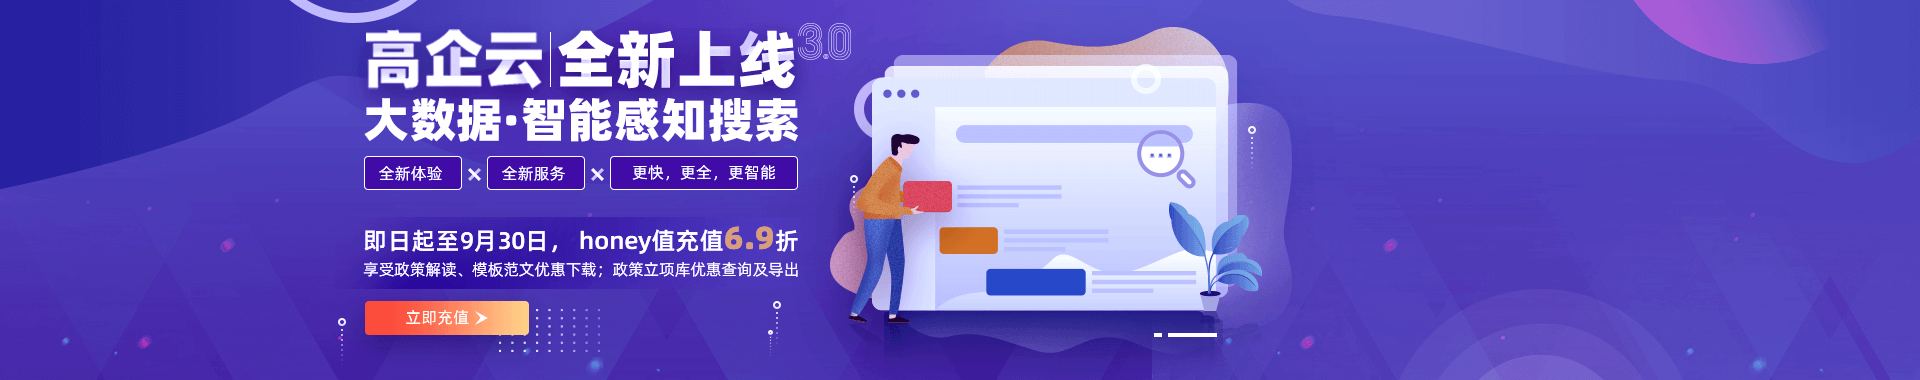 高企云|全新上线3.0
大数据·智能感知搜索
全新体验 × 全新服务 × 更快，更全，更智能
即日起至9月30日， honey值充值6.9折
享受政策解读、模板范文优惠下载；政策立项库优惠查询及导出
立即充值